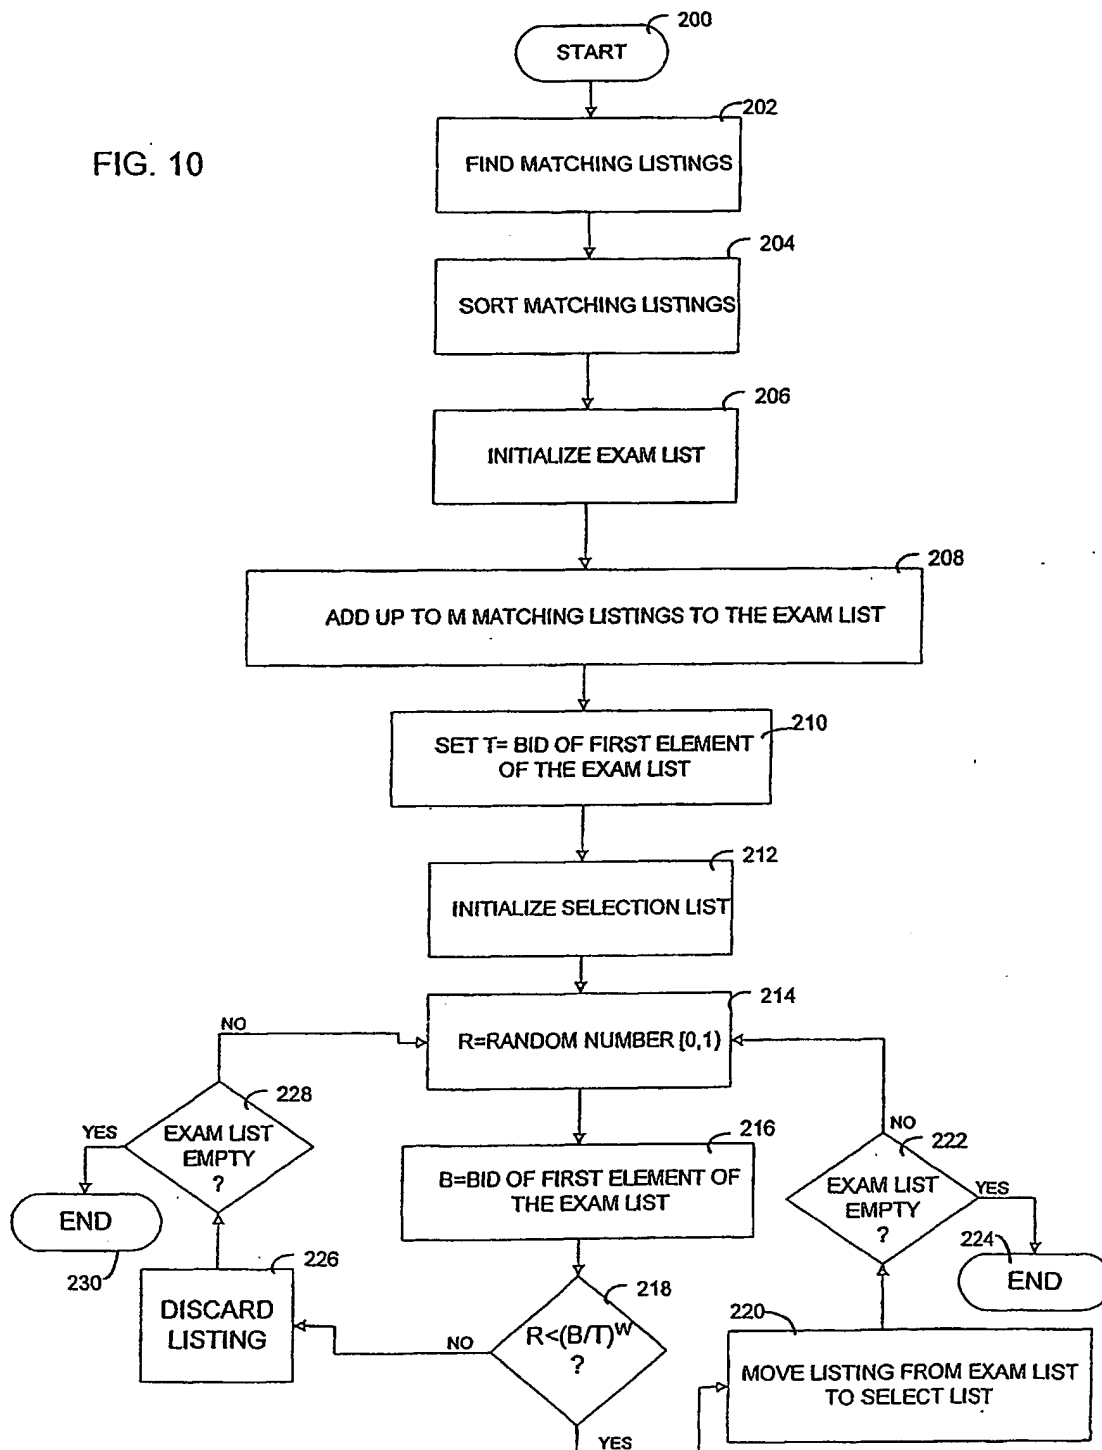 200
START
202
FIG. 10
FIND MATCHING LISTINGS
204
SORT MATCHING LISTINGS
206
INITIALIZE EXAM LIST
208
ADD UP TO M MATCHING LISTINGS TO THE EXAM LIST
210
SET T= BID OF FIRST ELEMENT
OF THE EXAM LIST
212
INITIALIZE SELECTION LIST
214
R=RANDOM NUMBER [0,1)
NO
228
EXAM LIST
EMPTY
?
YES
END
230
226
DISCARD
LISTING
216
B=BID OF FIRST ELEMENT OF
THE EXAM LIST
218
R<(B/T)^W
?
NO
YES
NO
222
EXAM LIST
EMPTY
?
YES
224
END
220
MOVE LISTING FROM EXAM LIST
TO SELECT LIST